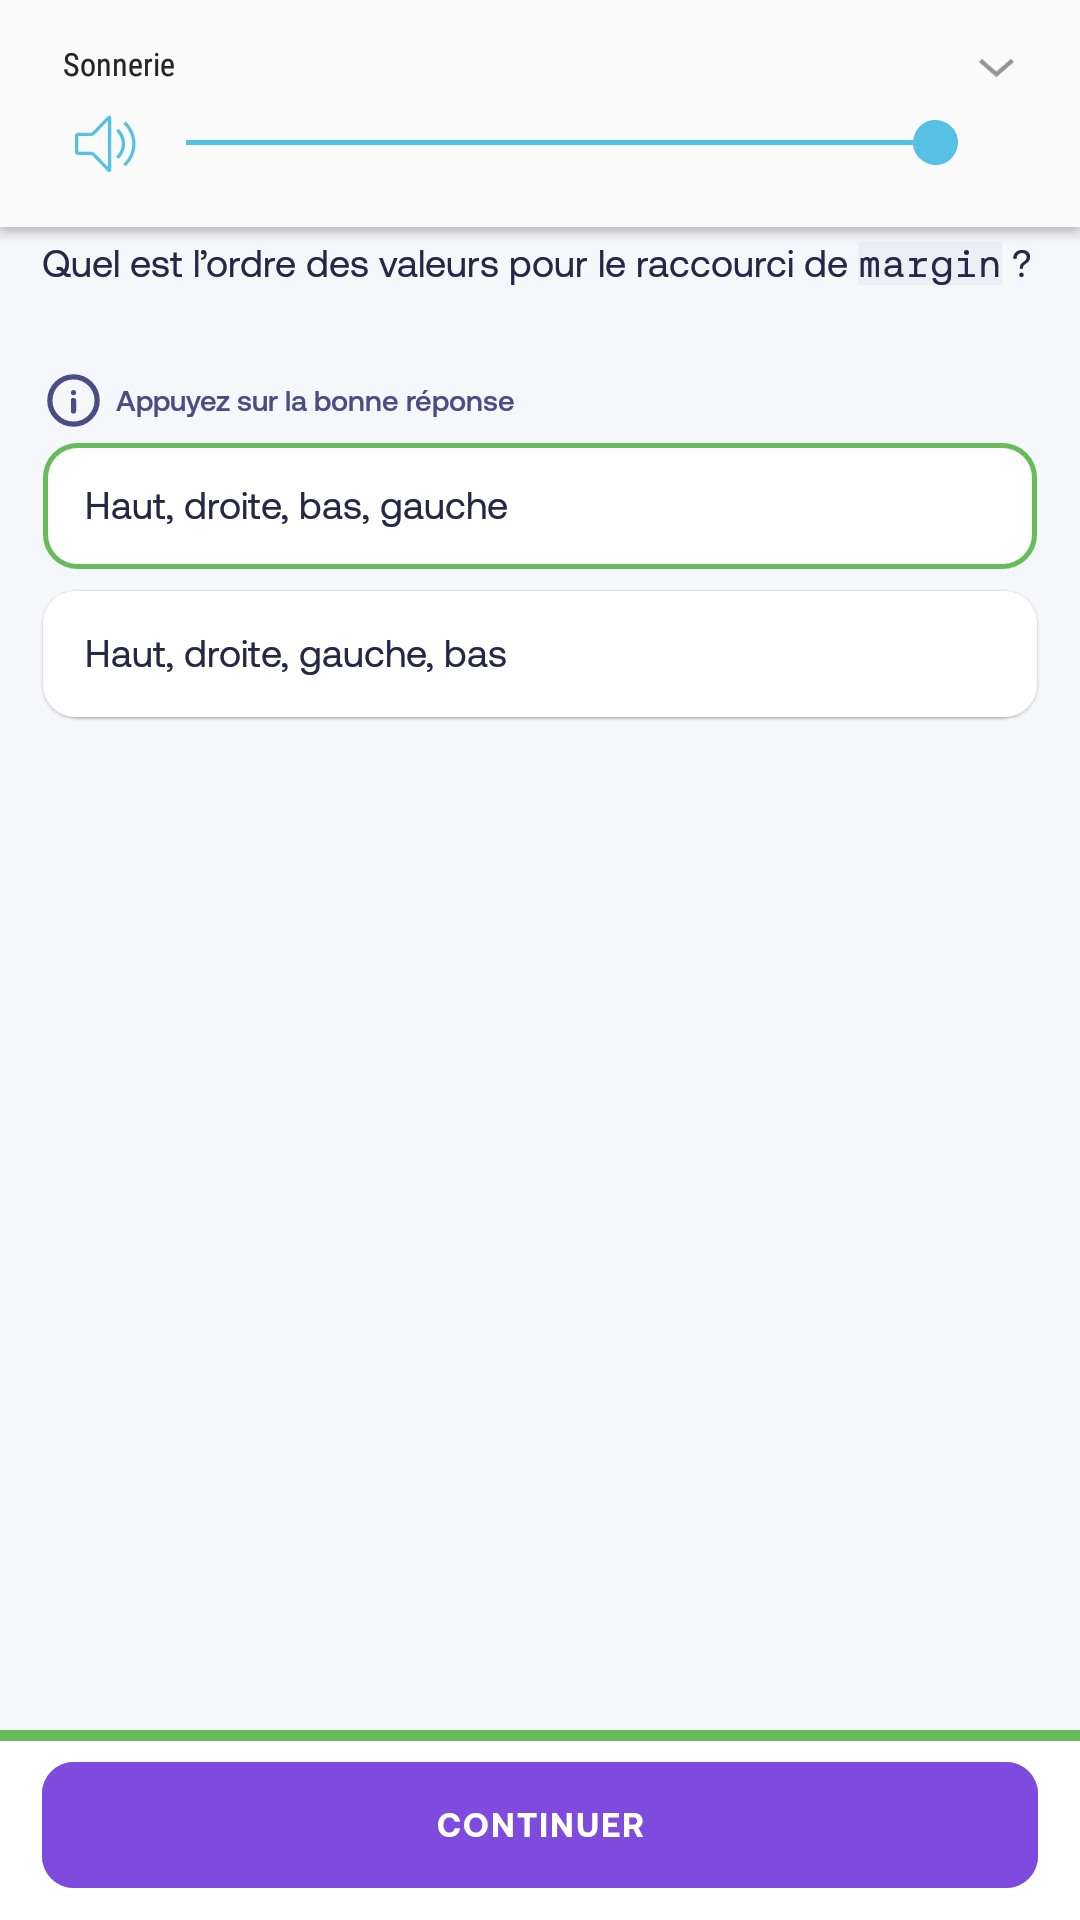 Sonnerie
Quel est l’ordre des valeurs pour le raccourci de margin ?
Appuyez sur la bonne réponse
Haut, droite, bas, gauche
Haut, droite, gauche, bas
CONTINUER